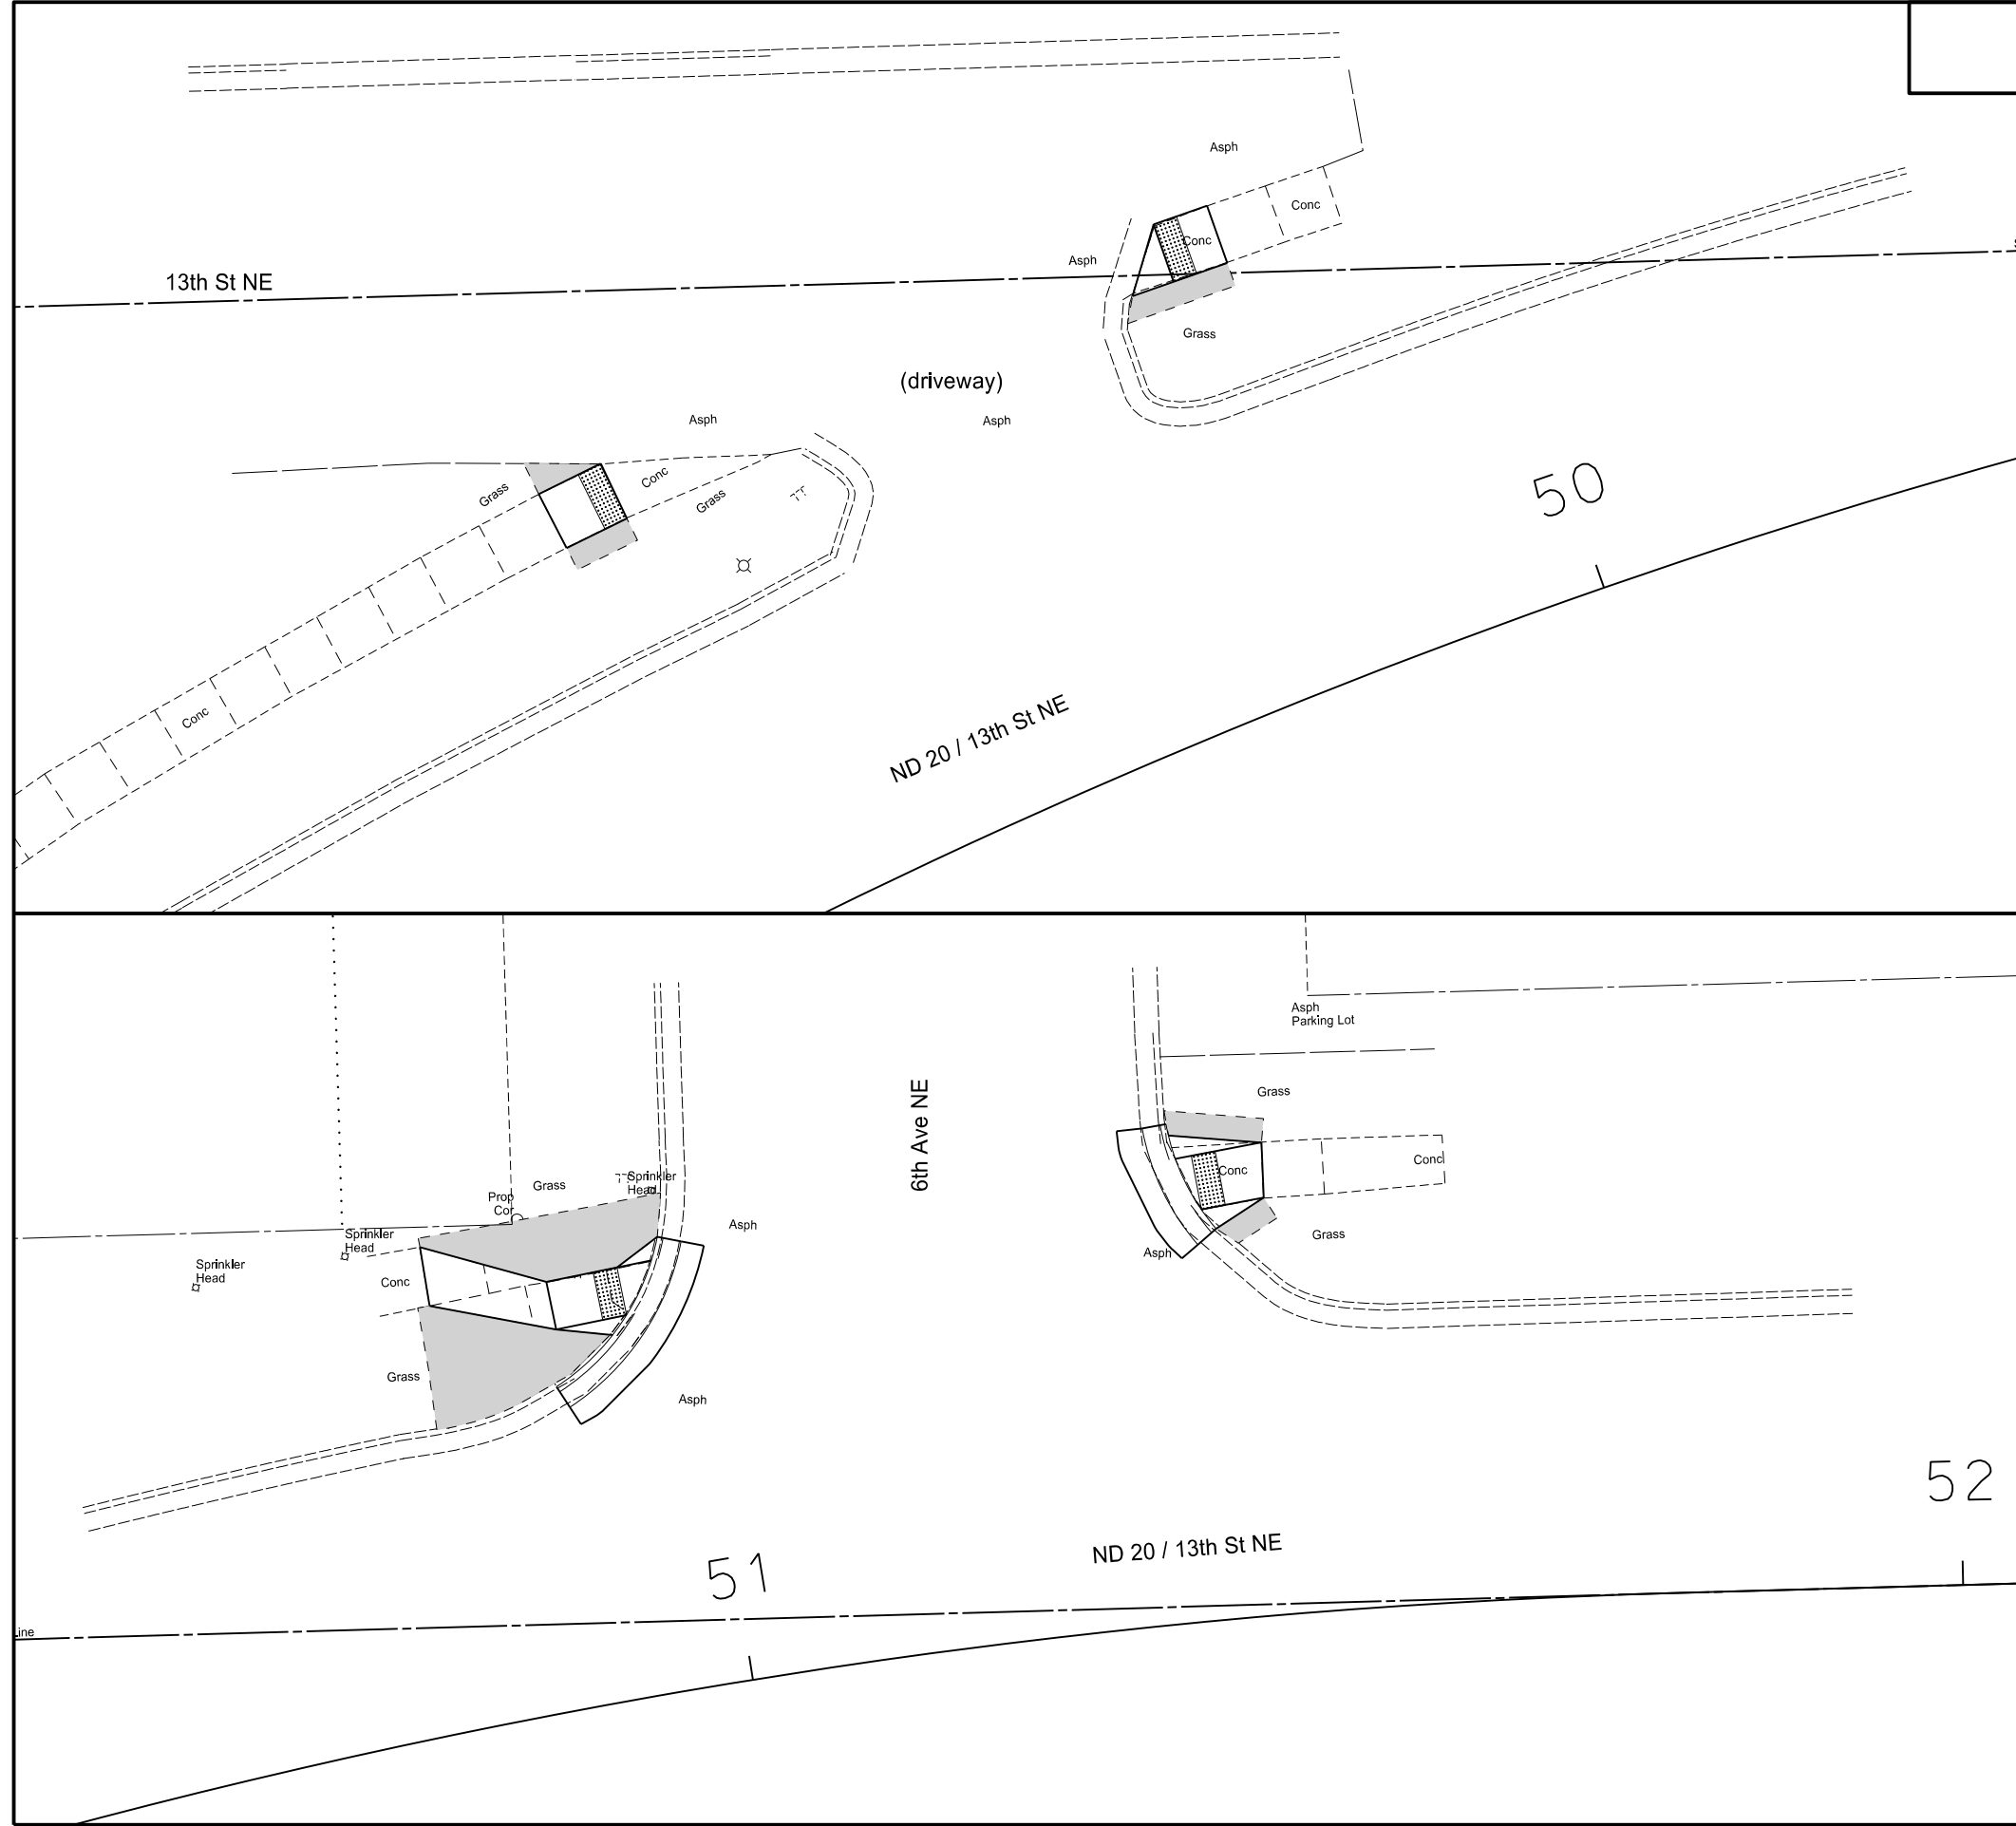 Asph
Conc
Conc
Asph
13th St NE
Grass
(driveway)
Asph
Asph
Conc
Grass
Grass
50
Conc
ND 20 / 13th St NE
Asph
Parking Lot
Grass
6th Ave NE
Conc
Conc
Sprinkler
Head
Grass
Prop
Cor
Asph
Sprinkler
Head
Grass
Asph
Sprinkler
Head
Conc
Grass
Asph
52
ND 20 / 13th St NE
51
ine